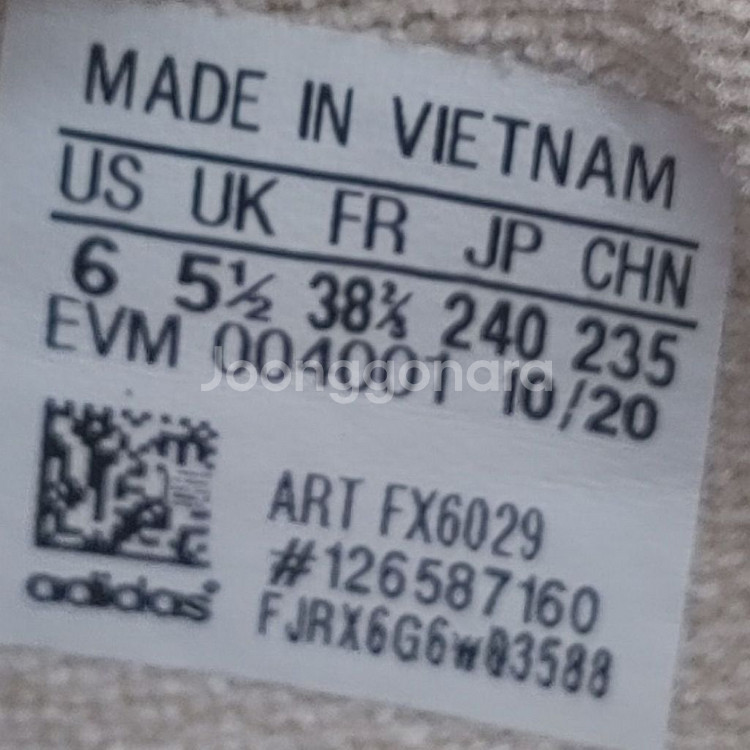 MADE IN VIETNAM
US UK FR JP CHN
6 5½ 38⅔ 240 235
EVM 004001 10/20
Joonggonara
ART FX6029
#126587160
adidas
FJRX6G6w03588